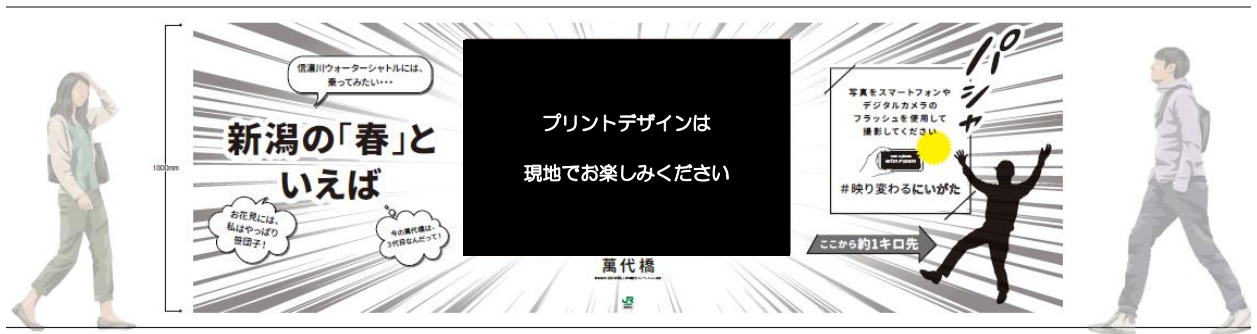 1800mm
信濃川ウォーターシャトルには、
乗ってみたい･･･
新潟の「春」と
いえば
お花見には、
私はやっぱり
笹団子！
今の萬代橋は、
3代目なんだって！
プリントデザインは
現地でお楽しみください
萬代橋
JR
パシャ
写真をスマートフォンや
デジタルカメラの
フラッシュを使用して
撮影してください
#映り変わるにいがた
ここから約1キロ先